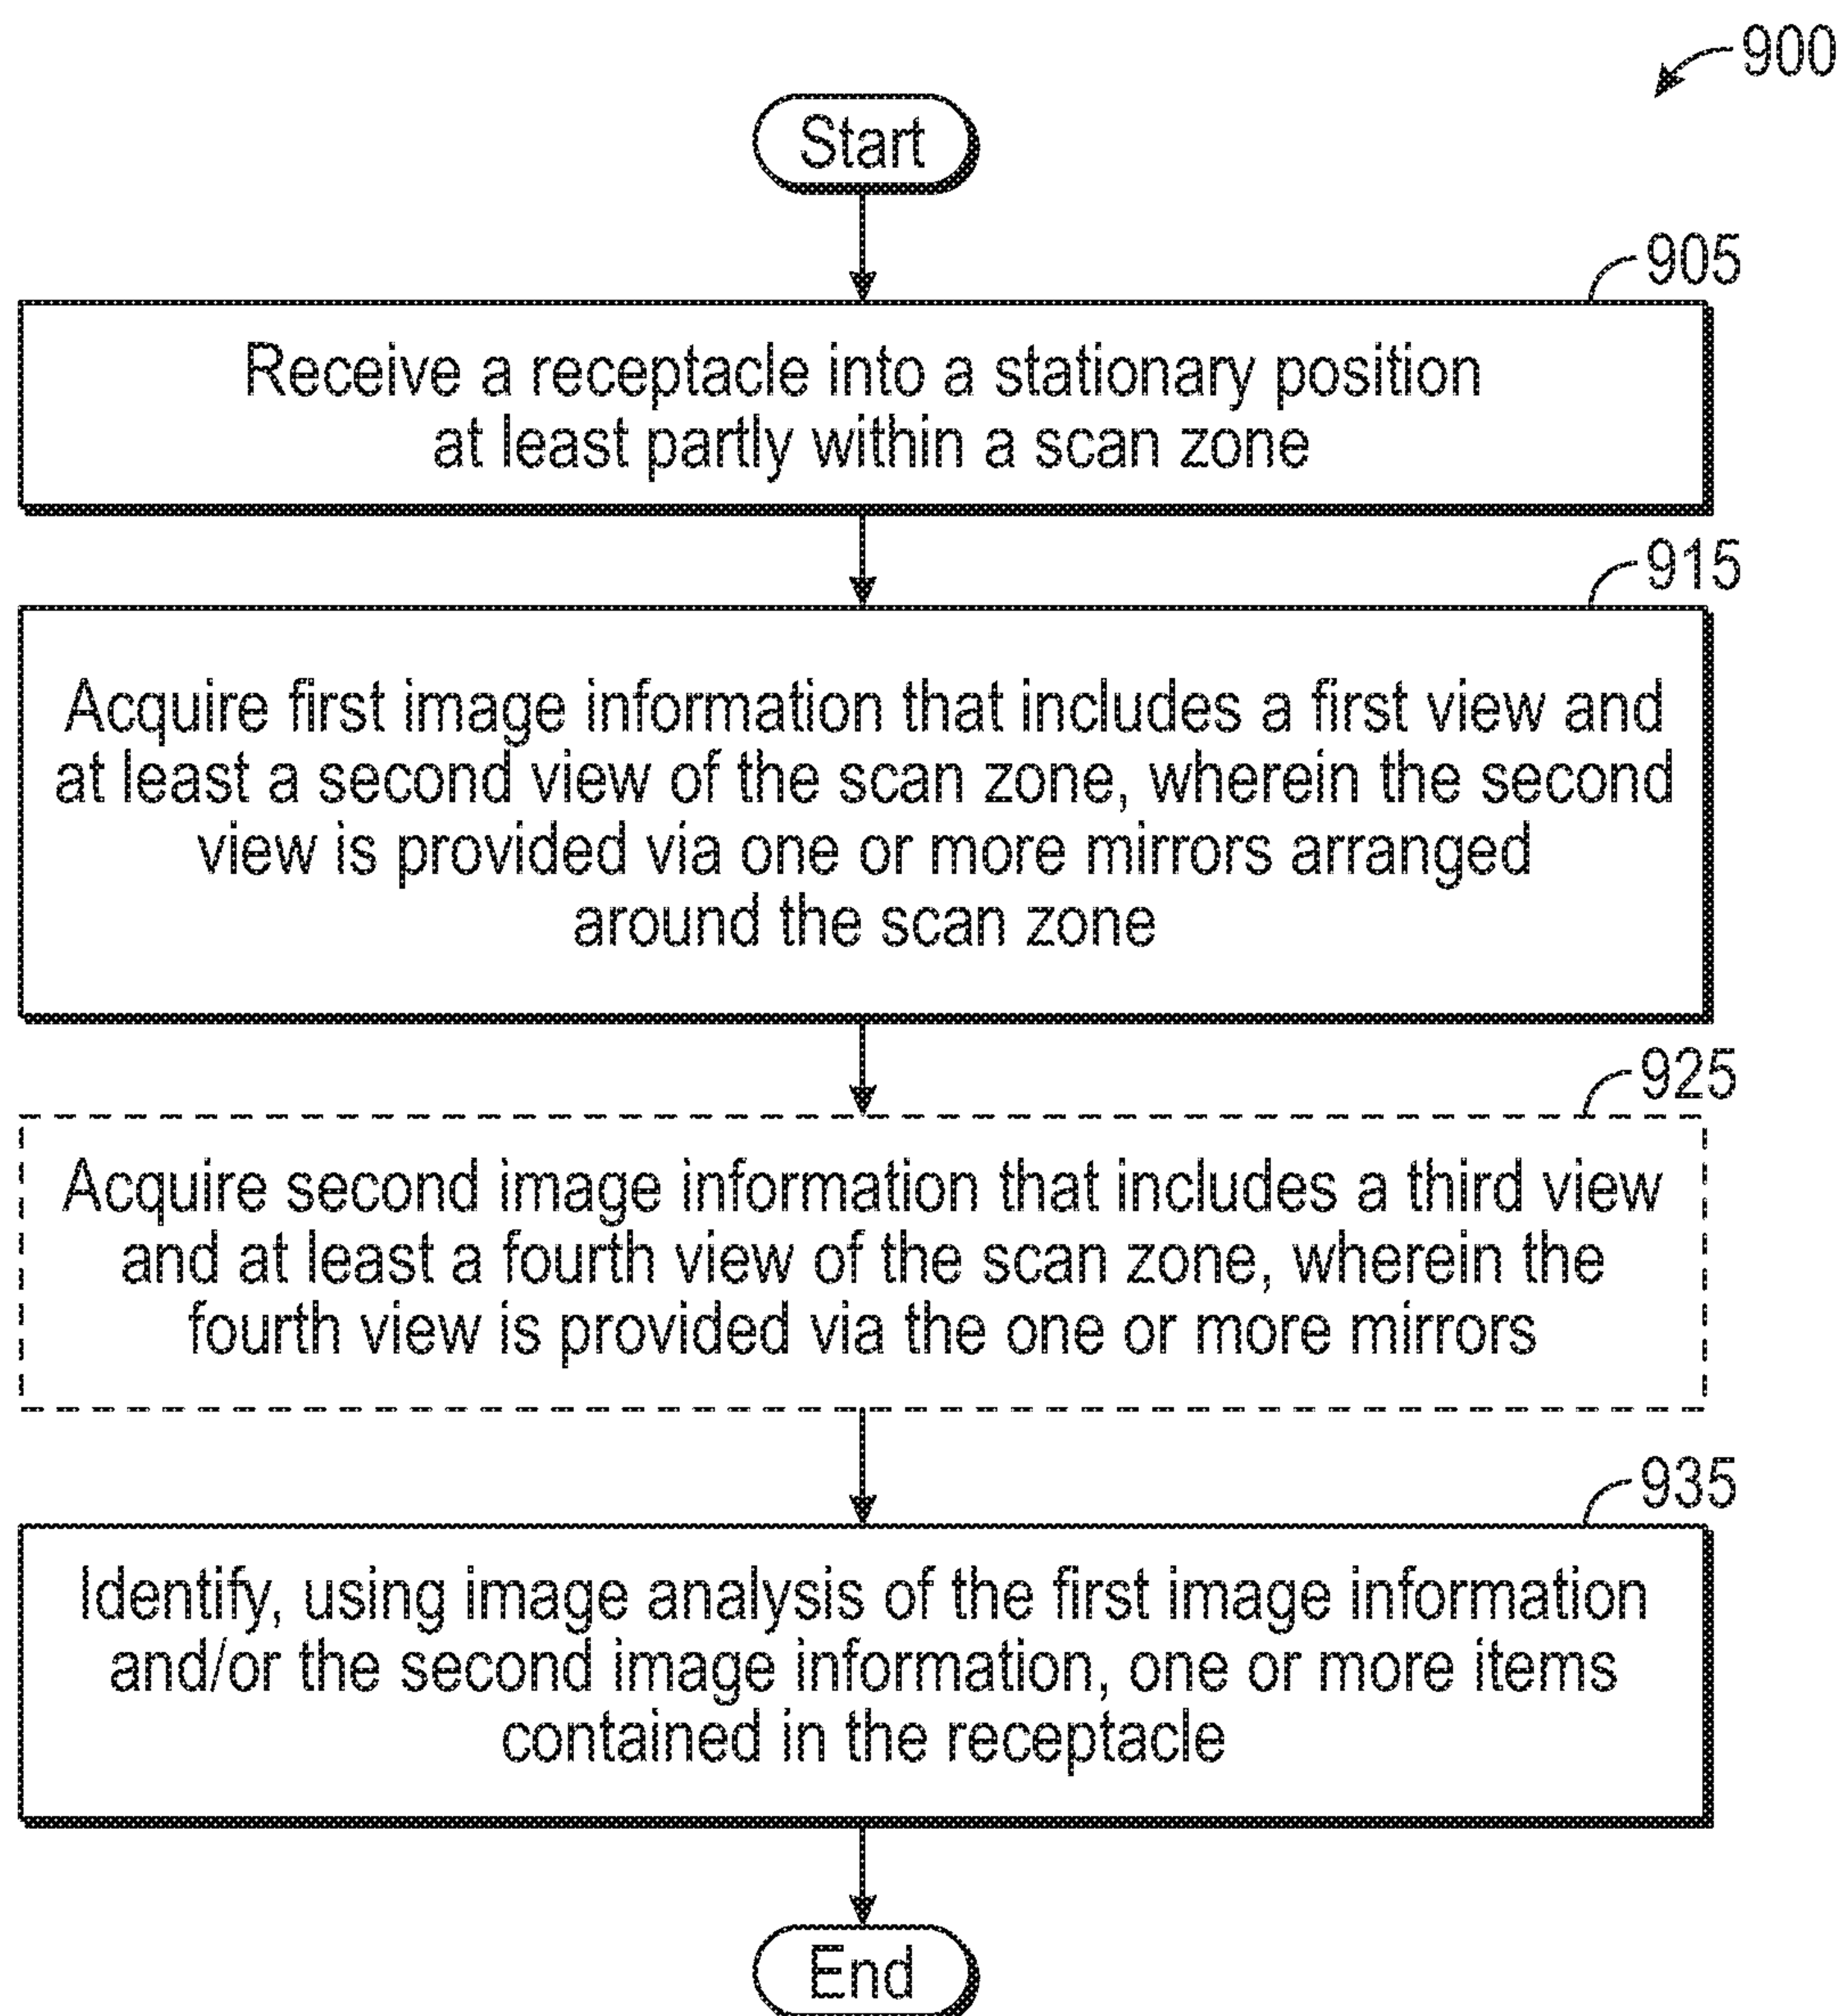 900
Start
905
Receive a receptacle into a stationary position
at least partly within a scan zone
915
Acquire first image information that includes a first view and
at least a second view of the scan zone, wherein the second
view is provided via one or more mirrors arranged
around the scan zone
925
Acquire second image information that includes a third view
and at least a fourth view of the scan zone, wherein the
fourth view is provided via the one or more mirrors
935
Identify, using image analysis of the first image information
and/or the second image information, one or more items
contained in the receptacle
End